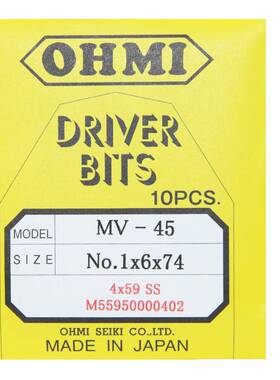 OHMI
DRIVER
BITS
10PCS.
MODEL MV - 45
SIZE No.1x6x74
4x59 SS
M55950000402
OHMI SEIKI CO.,LTD.
MADE IN JAPAN